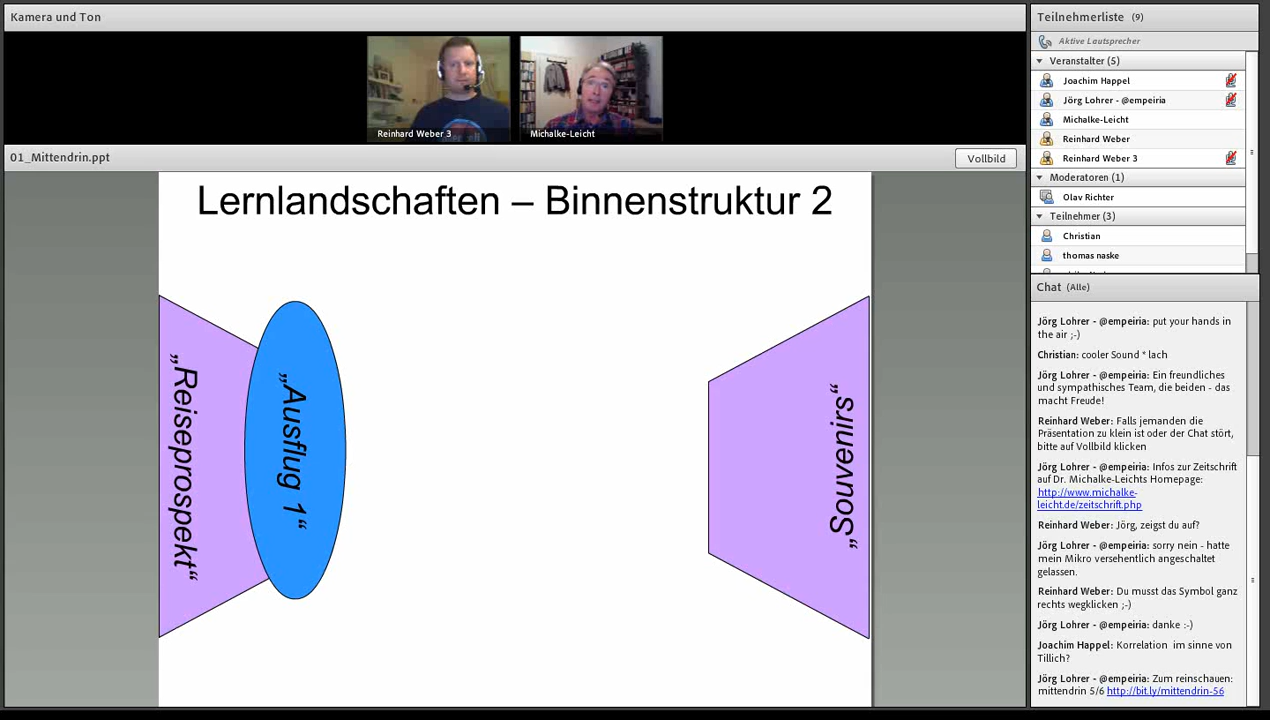 Kamera und Ton
Reinhard Weber 3
Michalke-Leicht
01_Mittendrin.ppt
Vollbild
Lernlandschaften – Binnenstruktur 2
„Reiseprospekt“
„Ausflug 1“
„Souvenirs“
Teilnehmerliste (9)
Aktive Lautsprecher
Veranstalter (5)
Joachim Happel
Jörg Lohrer - @empeiria
Michalke-Leicht
Reinhard Weber
Reinhard Weber 3
Moderatoren (1)
Olav Richter
Teilnehmer (3)
Christian
thomas naske
Chat (Alle)
Jörg Lohrer - @empeiria: put your hands in
the air ;-)
Christian: cooler Sound * lach
Jörg Lohrer - @empeiria: Ein freundliches
und sympathisches Team, die beiden - das
macht Freude!
Reinhard Weber: Falls jemanden die
Präsentation zu klein ist oder der Chat stört,
bitte auf Vollbild klicken
Jörg Lohrer - @empeiria: Infos zur Zeitschrift
auf Dr. Michalke-Leichts Homepage:
http://www.michalke-
leicht.de/zeitschrift.php
Reinhard Weber: Jörg, zeigst du auf?
Jörg Lohrer - @empeiria: sorry nein - hatte
mein Mikro versehentlich angeschaltet
gelassen.
Reinhard Weber: Du musst das Symbol ganz
rechts wegklicken ;-)
Jörg Lohrer - @empeiria: danke :-)
Joachim Happel: Korrelation im sinne von
Tillich?
Jörg Lohrer - @empeiria: Zum reinschauen:
mittendrin 5/6 http://bit.ly/mittendrin-56